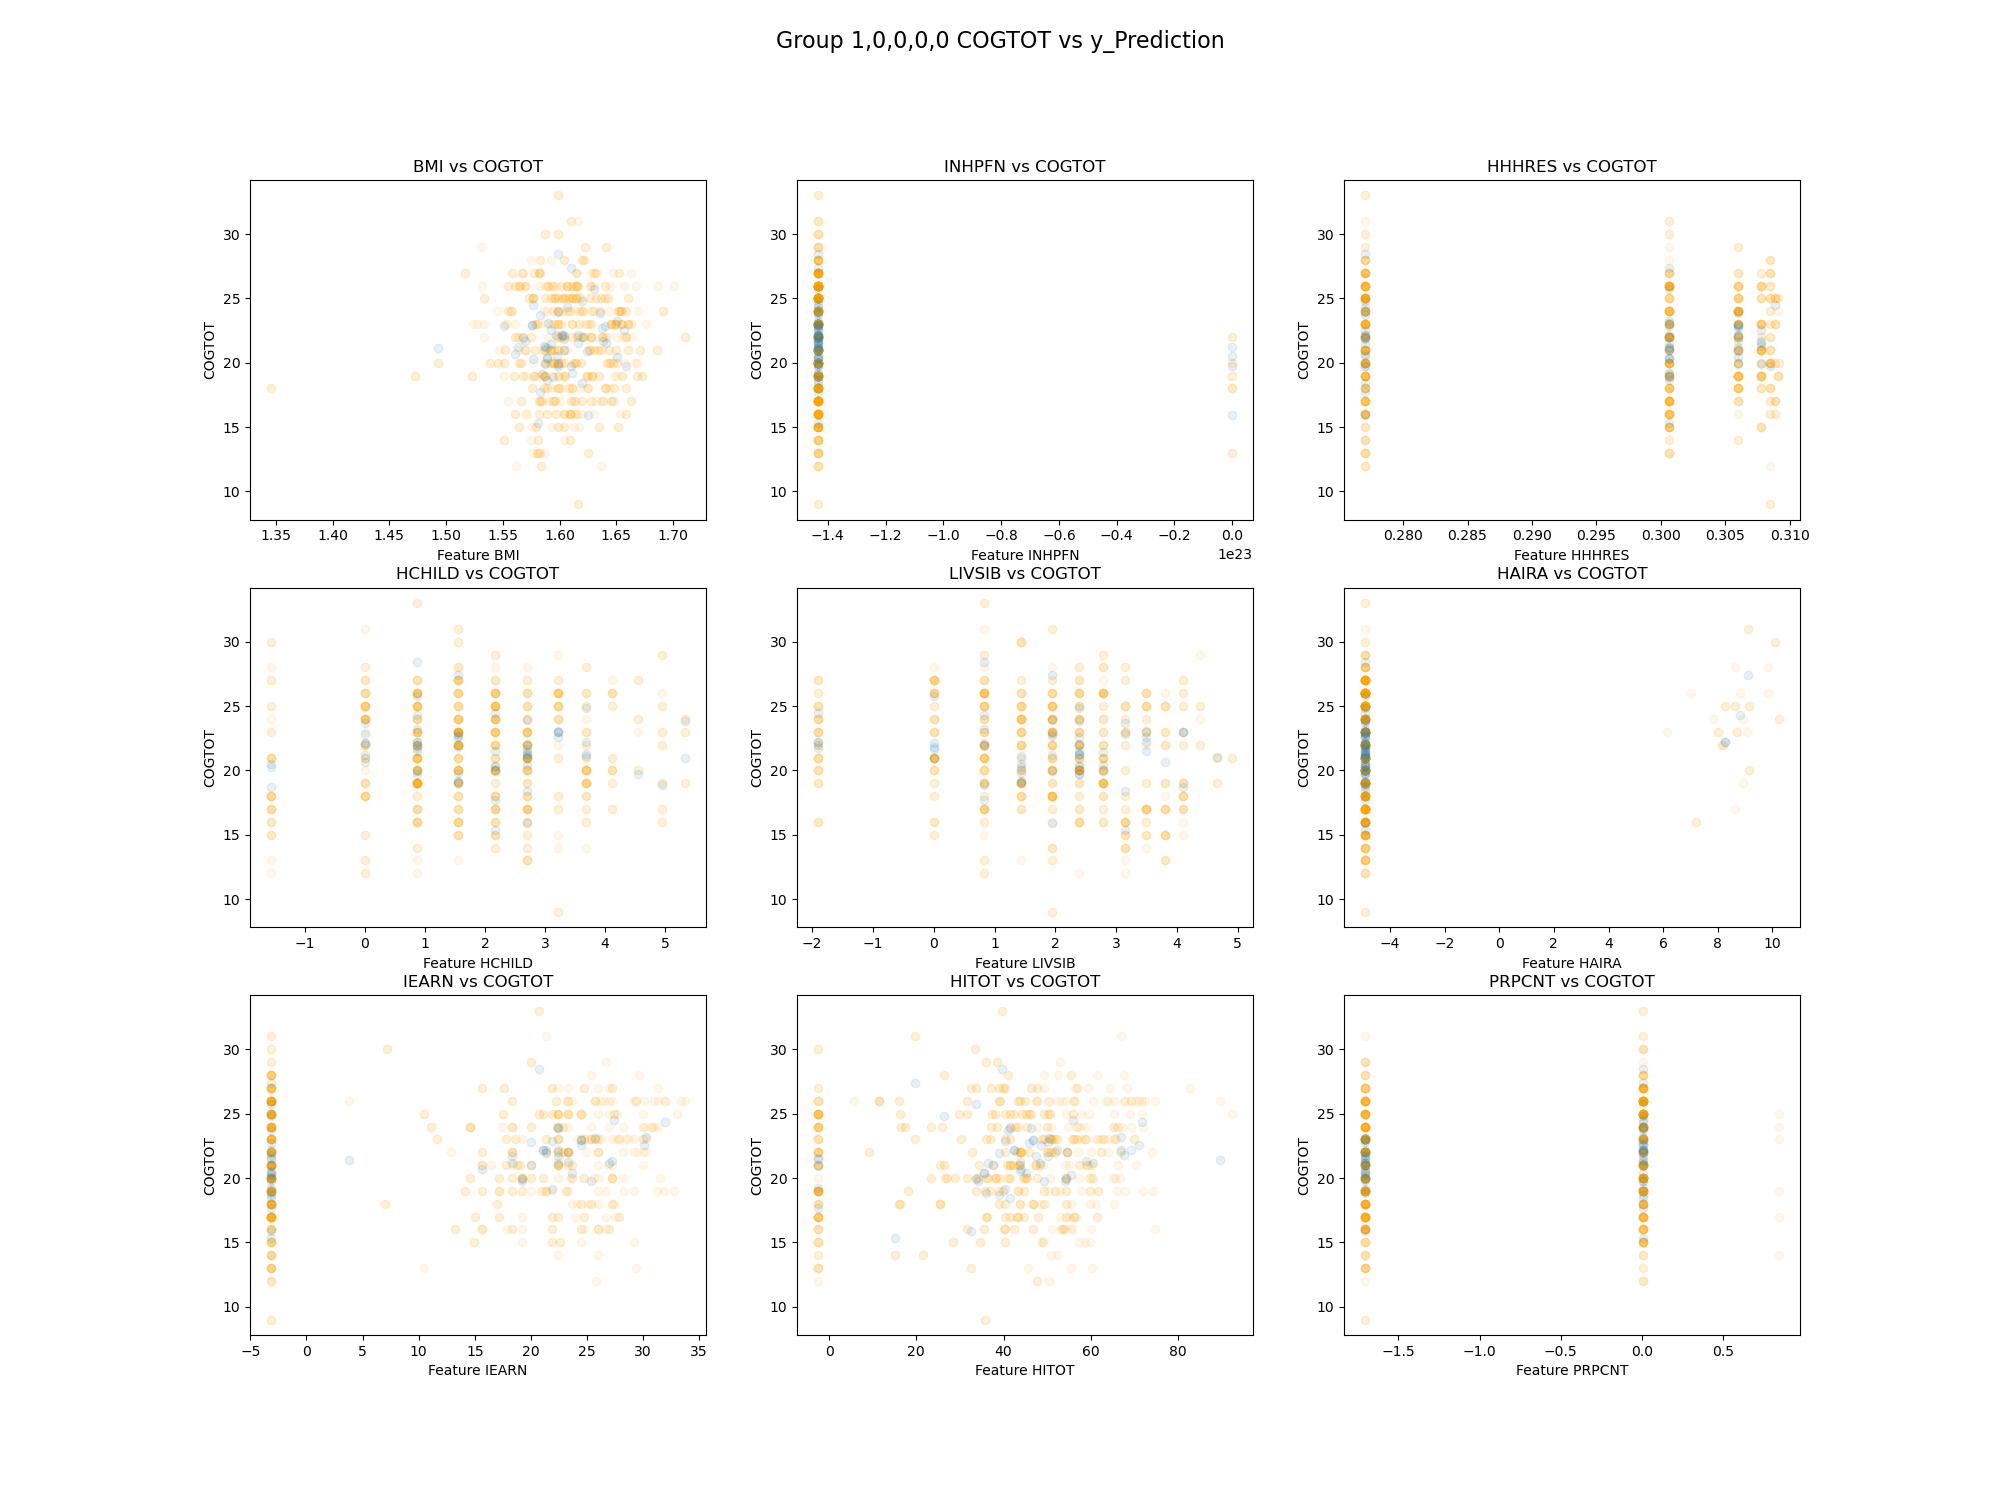 Group 1,0,0,0,0 COGTOT vs y_Prediction
BMI vs COGTOT
COGTOT
30
25
20
15
10
1.35 1.40 1.45 1.50 1.55 1.60 1.65 1.70
Feature BMI
INHPFN vs COGTOT
COGTOT
30
25
20
15
10
−1.4 −1.2 −1.0 −0.8 −0.6 −0.4 −0.2 0.0
1e23
Feature INHPFN
HHHRES vs COGTOT
COGTOT
30
25
20
15
10
0.280 0.285 0.290 0.295 0.300 0.305 0.310
Feature HHHRES
HCHILD vs COGTOT
COGTOT
30
25
20
15
10
−1 0 1 2 3 4 5
Feature HCHILD
LIVSIB vs COGTOT
COGTOT
30
25
20
15
10
−2 −1 0 1 2 3 4 5
Feature LIVSIB
HAIRA vs COGTOT
COGTOT
30
25
20
15
10
−4 −2 0 2 4 6 8 10
Feature HAIRA
IEARN vs COGTOT
COGTOT
30
25
20
15
10
−5 0 5 10 15 20 25 30 35
Feature IEARN
HITOT vs COGTOT
COGTOT
30
25
20
15
10
0 20 40 60 80
Feature HITOT
PRPCNT vs COGTOT
COGTOT
30
25
20
15
10
−1.5 −1.0 −0.5 0.0 0.5
Feature PRPCNT